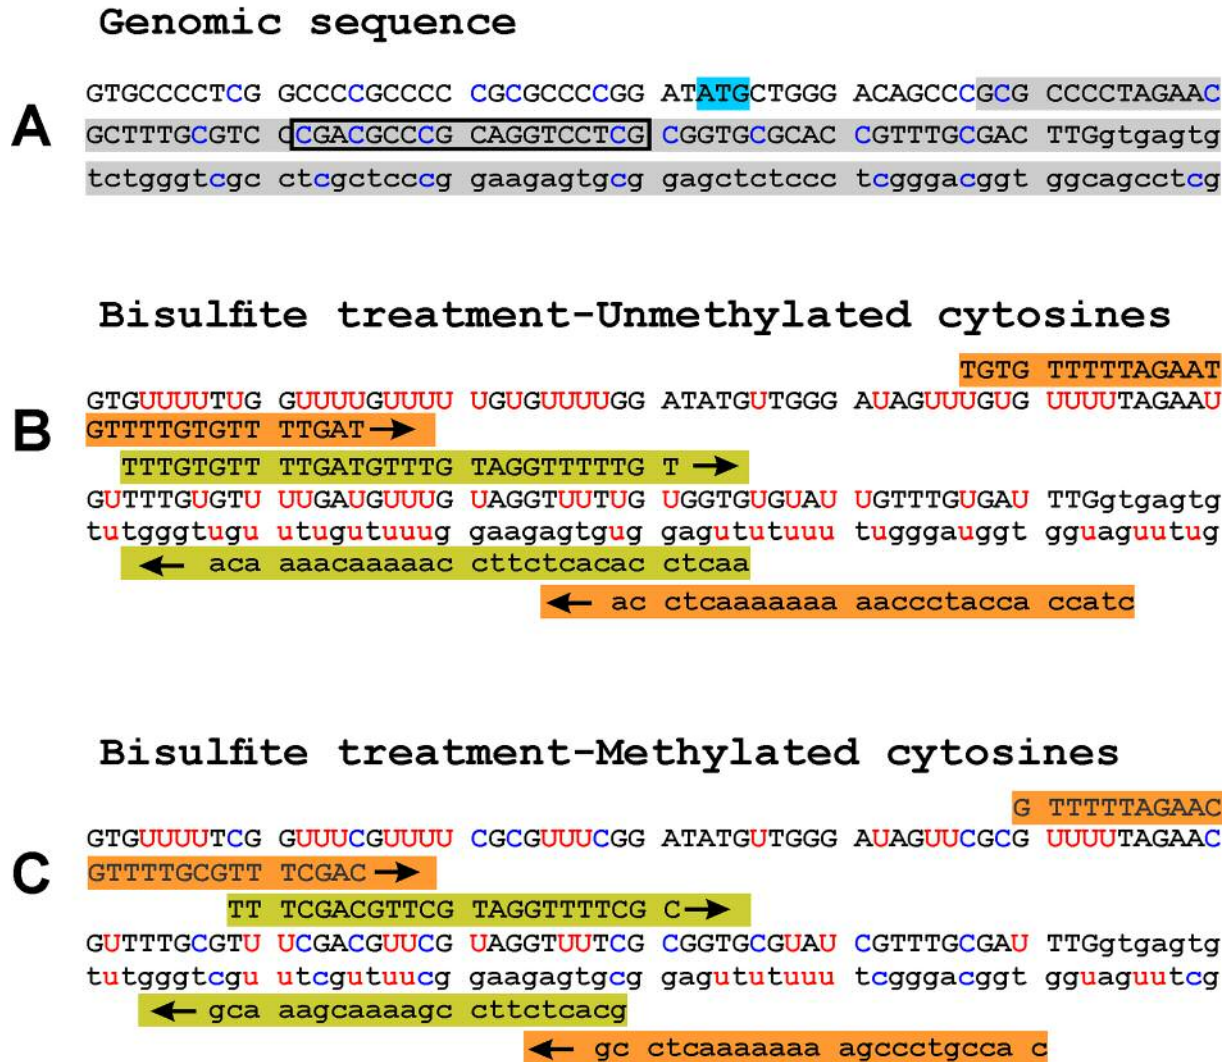 Genomic sequence
A
GTGCCCCTCG GCCCCGCCCC CGCGCCCCGG ATATGCTGGG ACAGCCCGCG CCCCTAGAAC
GCTTTGCGTC CCGACGCCCG CAGGTCCTCG CGGTGCGCAC CGTTTGCGAC TTGgtgagtg
tctgggtcgcc tcgctcccg gaagagtgcg gagctctccc tcgggacggt ggcagcctcg
Bisulfite treatment-Unmethylated cytosines
TGTG TTTTTAGAAT
B
GTGUUUUTUG GUUUUGUUUU UGUGUUUUGG ATATGUTGGG AUAGUUUGUG UUUUTAGAAU
GTTTTGTGTT TTGAT
TTTGTGTT TTGATGTTTG TAGGTTTTTG T
GUTTTGUGTU UUGAUGUUUG UAGGTUUTUG UGGTGUGUAU UGTTTGUGAU TTGgtgagtg
tutgggtugu utugutuuug gaagagtgug gagututuuu tugggauggt gguaguutug
aca aaacaaaaac cttctcacac ctcaa
ac ctcaaaaaaa aaccctacca ccatc
Bisulfite treatment-Methylated cytosines
G TTTTTAGAAC
C
GTGUUUUTCG GUUUCGUUUU CGCGUUUCGG ATATGUTGGG AUAGUUCGCG UUUUTAGAAC
GTTTTGCGTT TCGAC
TT TCGACGTTCG TAGGTTTTCG C
GUTTTGCGTU UCGACGUUCG UAGGTUUTCG CGGTGCGUAU CGTTTGCGAU TTGgtgagtg
tutgggtcgu utcgutuucg gaagagtgcg gagututuuu tcgggacggt gguaguutcg
gca aagcaaaagc cttctcacg
gc ctcaaaaaaa agccctgcca c